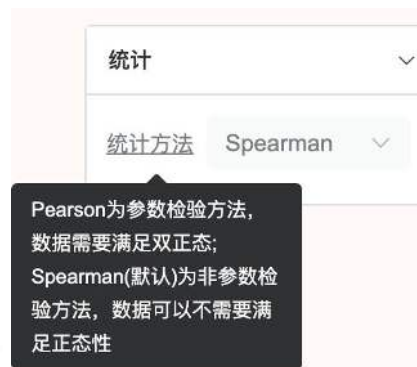 统计
统计方法 Spearman
Pearson为参数检验方法，
数据需要满足双正态;
Spearman(默认)为非参数检
验方法，数据可以不需要满
足正态性